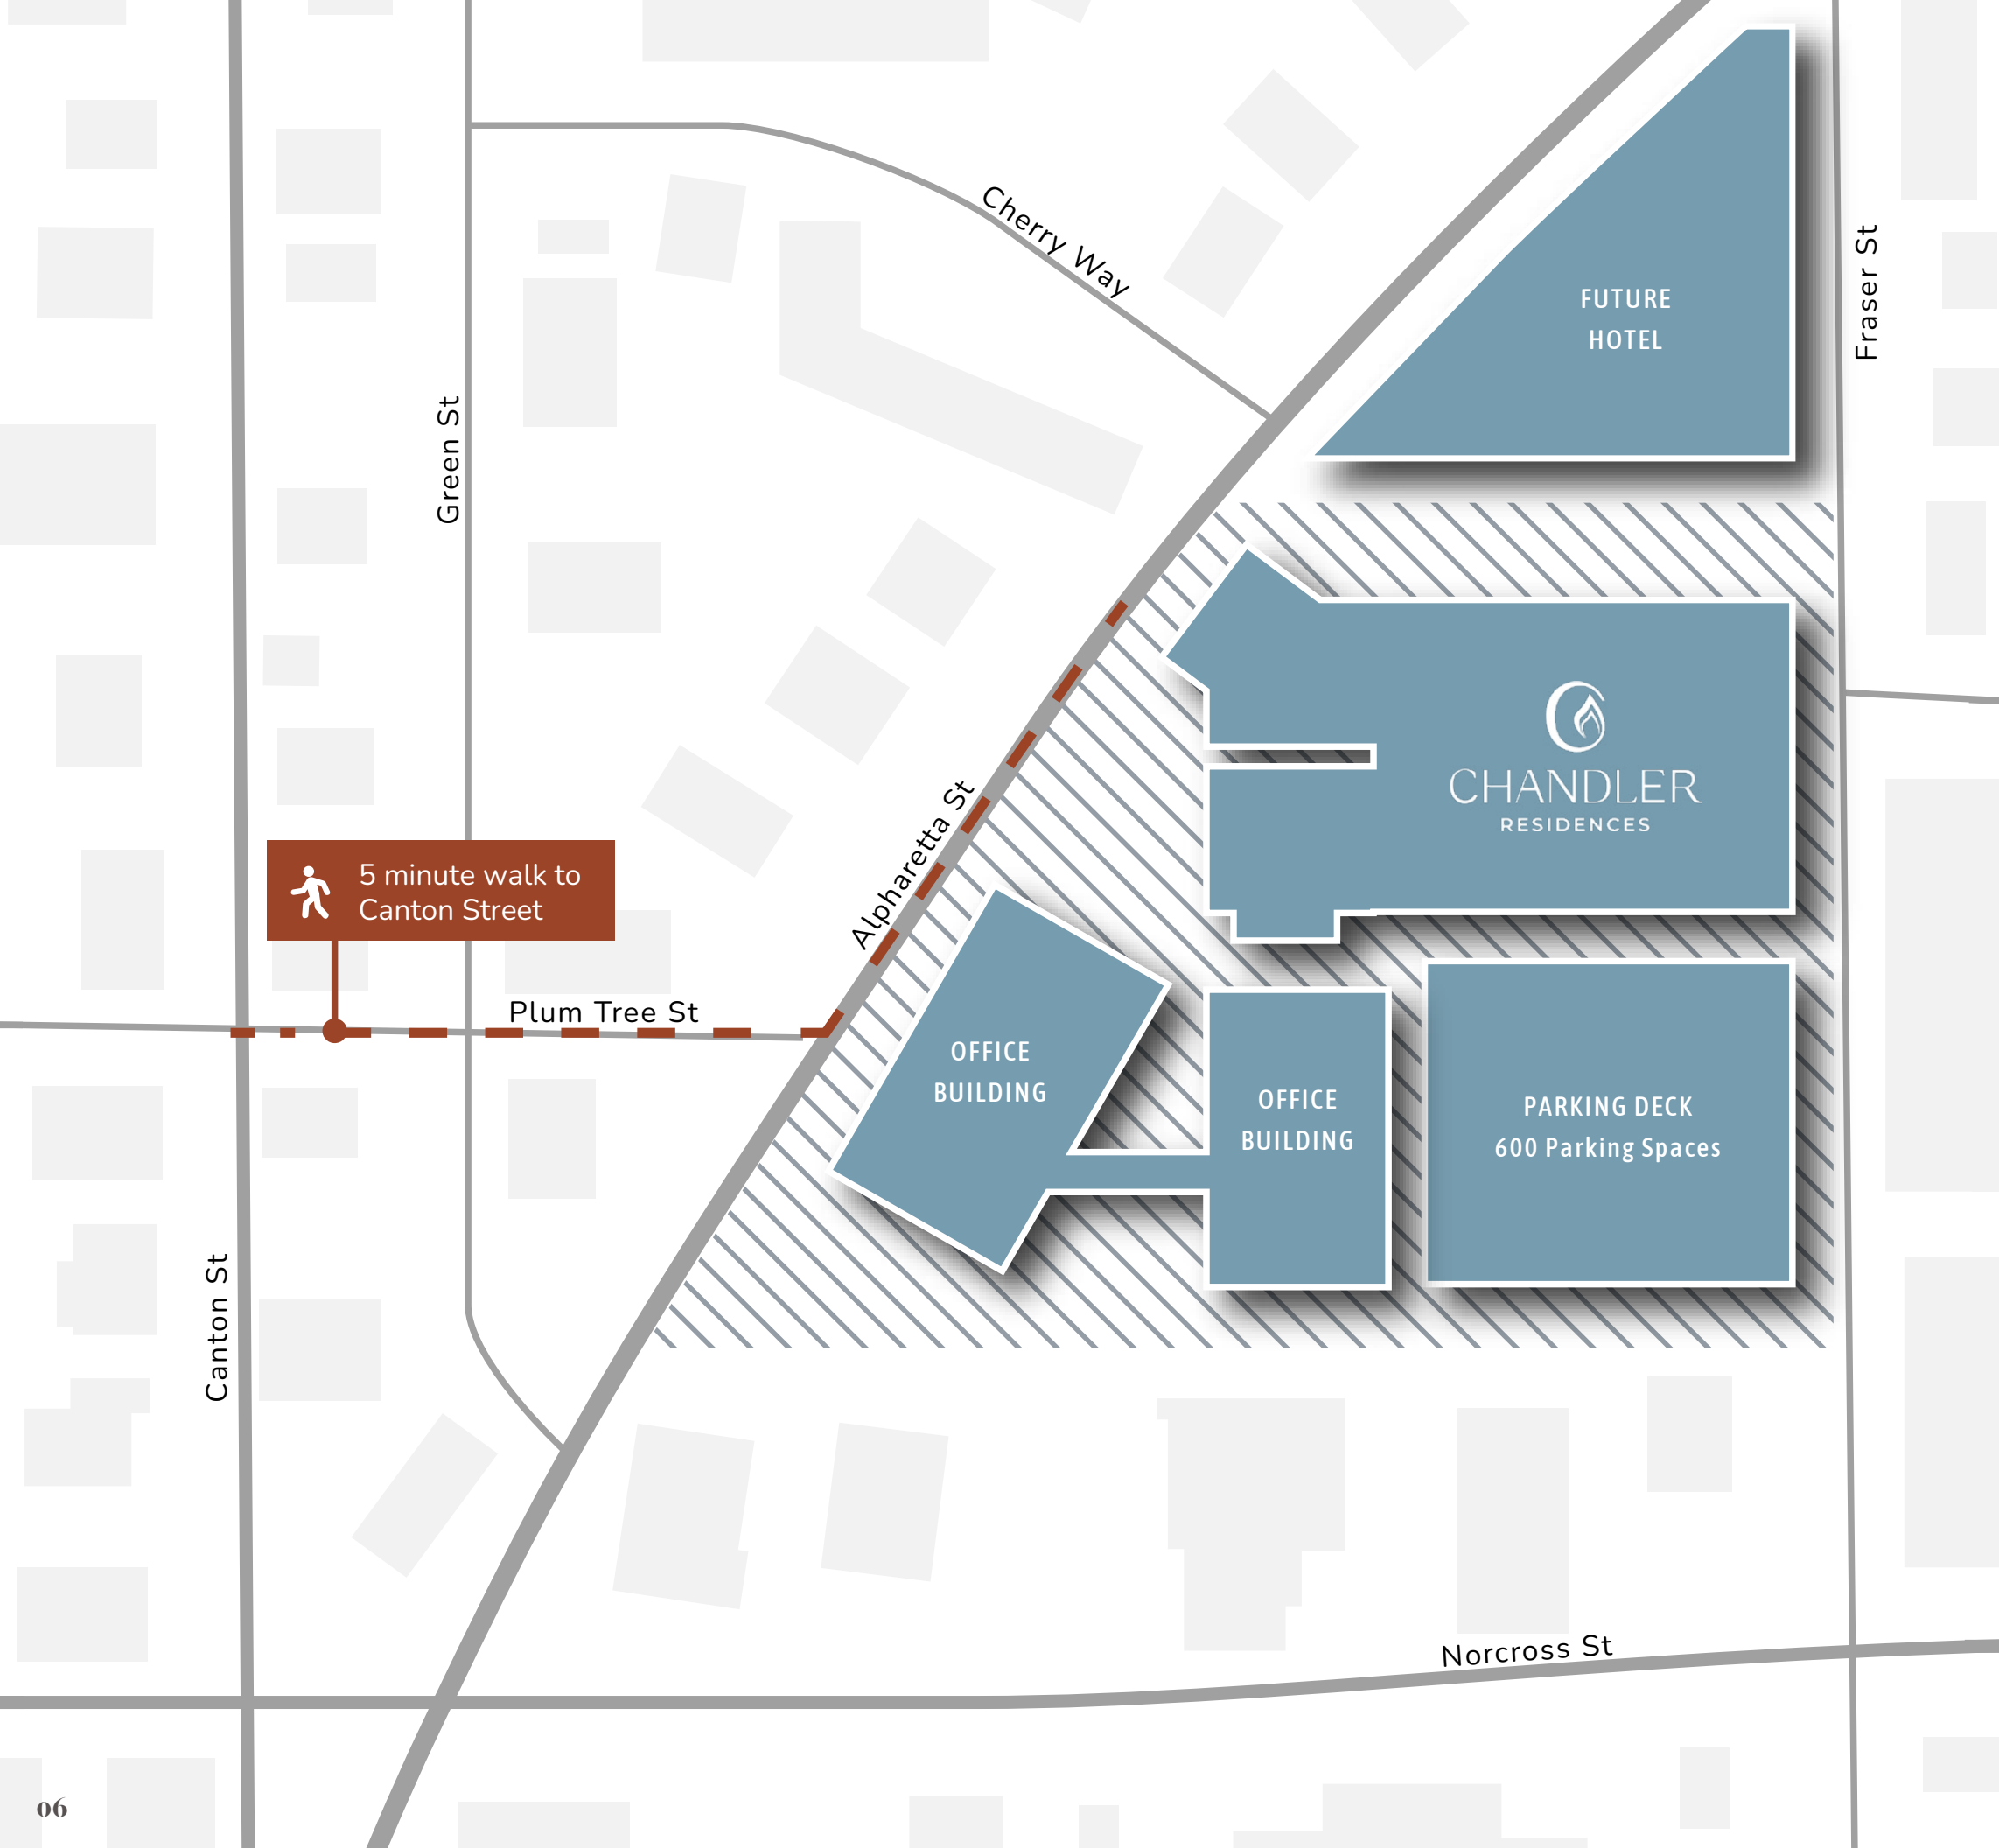 Cherry Way
Fraser St
FUTURE
HOTEL
Green St
CHANDLER
RESIDENCES
Alpharetta St
5 minute walk to
Canton Street
Plum Tree St
OFFICE
BUILDING
OFFICE
BUILDING
PARKING DECK
600 Parking Spaces
Canton St
Norcross St
06